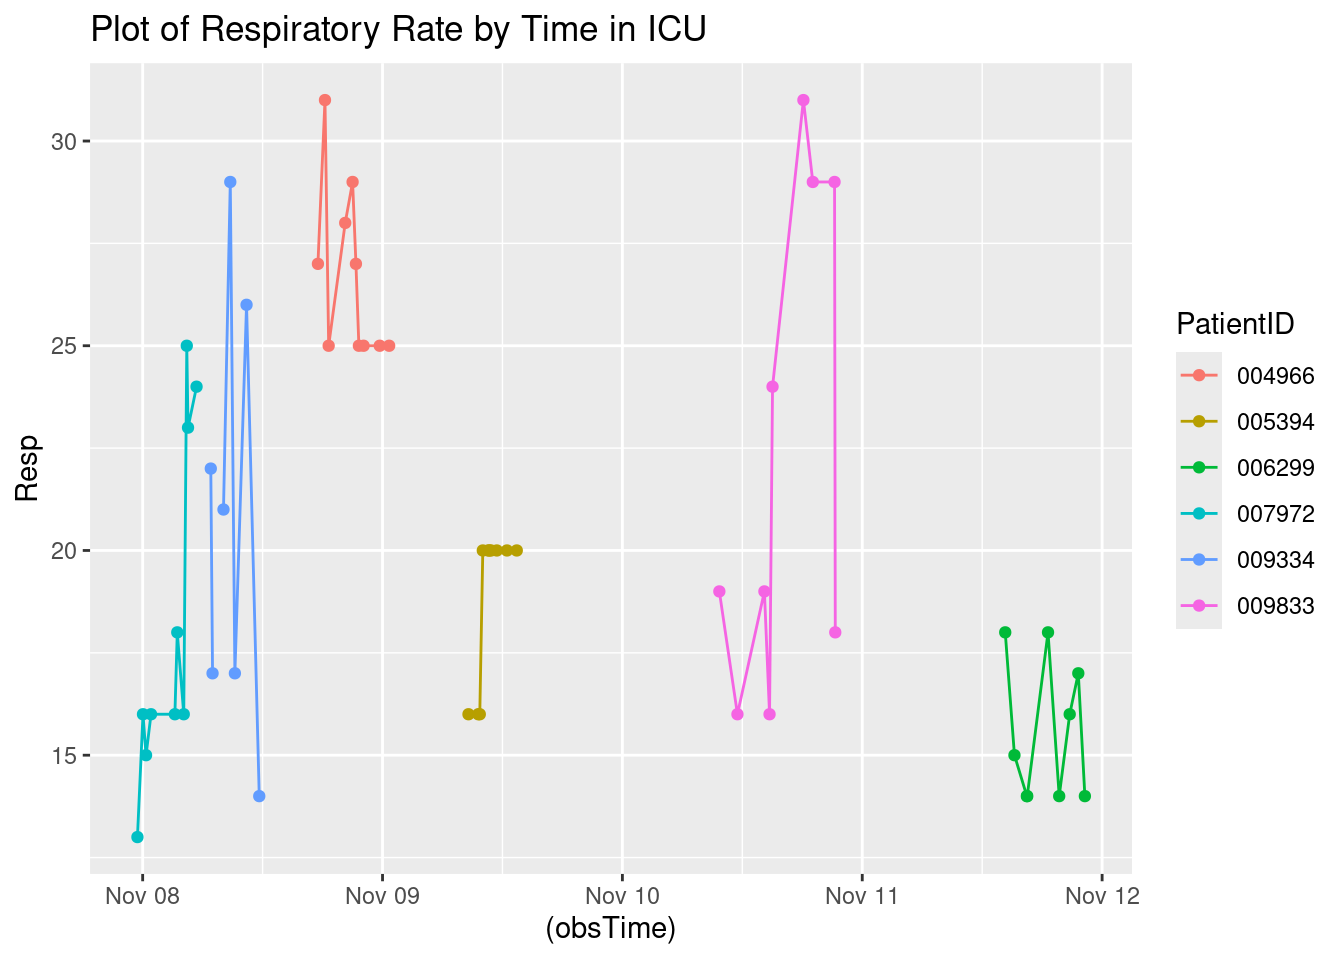 Plot of Respiratory Rate by Time in ICU
30
25
20
15
Resp
Nov 08
Nov 09
Nov 10
Nov 11
Nov 12
(obsTime)
PatientID
004966
005394
006299
007972
009334
009833